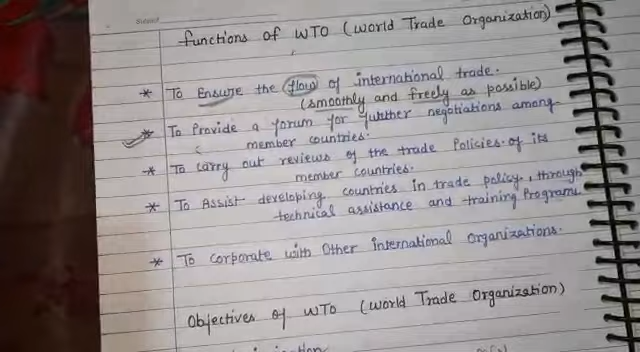 functions of WTO (World Trade Organization)
* To Ensure the flow of international trade.
(smoothly and freely as possible)
* To Provide a forum for further negotiations among
member countries.
* To carry out reviews of the trade Policies of its
member countries.
* To Assist developing countries in trade policy, through
technical assistance and training Programs
* To corporate with Other international Organizations.
Objectives of WTO (World Trade Organization)